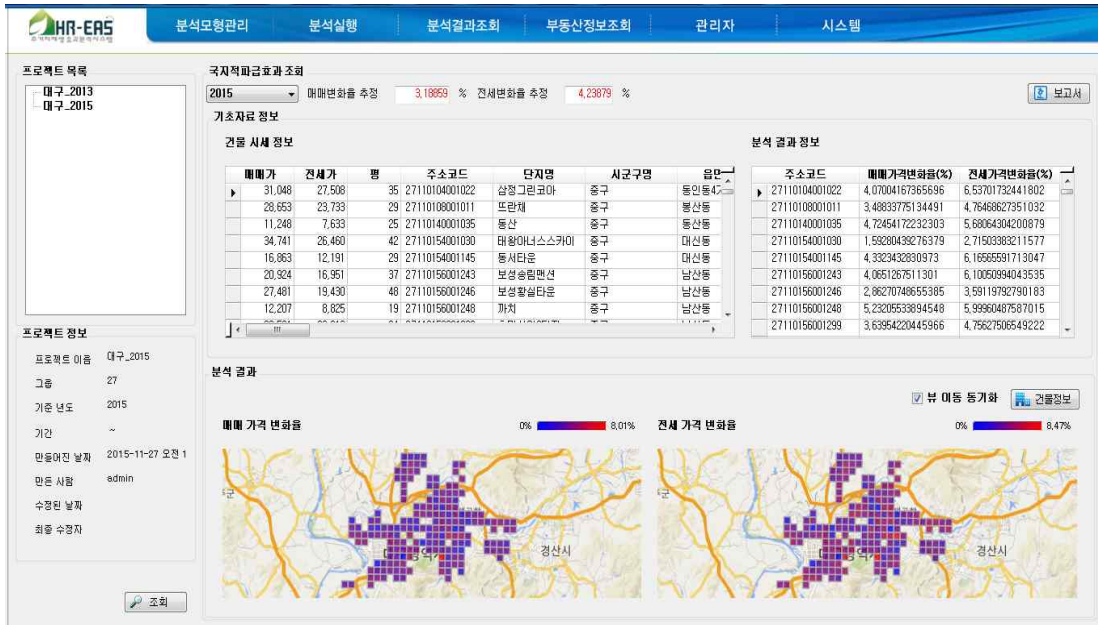 HR-EAS
분석모형관리 분석실행 분석결과조회 부동산정보조회 관리자 시스템
프로젝트 목록
대구_2013
대구_2015
국지적파급효과 조회
2015 매매변화율 추정 3,18859 % 전세변화율 추정 4,23879 % 보고서
기초자료 정보
건물 시세 정보
매매가 전세가 평 주소코드 단지명 시군구명 읍면
31,048 27,508 35 27110104001022 삼정그린코아 중구 동인동4가
28,653 23,733 29 27110108001011 뜨란채 중구 봉산동
11,248 7,633 25 27110140001035 동산 중구 동산동
34,741 26,460 42 27110154001030 태왕아너스스카이 중구 대신동
16,863 12,191 29 27110154001145 동서타운 중구 대신동
20,924 16,951 37 27110156001243 보성송림맨션 중구 남산동
27,481 19,430 48 27110156001246 보성황실타운 중구 남산동
12,207 8,825 19 27110156001248 까치 중구 남산동
분석 결과 정보
주소코드 매매가격변화율(%) 전세가격변화율(%)
27110104001022 4,07004167365696 6,53701732441802
27110108001011 3,48833775134491 4,76468627351032
27110140001035 4,72454172232303 5,68064304200879
27110154001030 1,59280439276379 2,71503383211577
27110154001145 4,3323432830973 6,16565591713047
27110156001243 4,0651267511301 6,10050994043535
27110156001246 2,86270748655385 3,59119792790183
27110156001248 5,23205533894548 5,99960487587015
27110156001299 3,63954220445966 4,75627506549222
프로젝트 정보
프로젝트 이름 대구_2015
그룹 27
기준 년도 2015
기간 ~
만들어진 날짜 2015-11-27 오전 1
만든 사람 admin
수정된 날짜
최종 수정자
조회
분석 결과
뷰 이동 동기화 건물정보
매매 가격 변화율 0% 8,01%
전세 가격 변화율 0% 8,47%
경산시
경산시